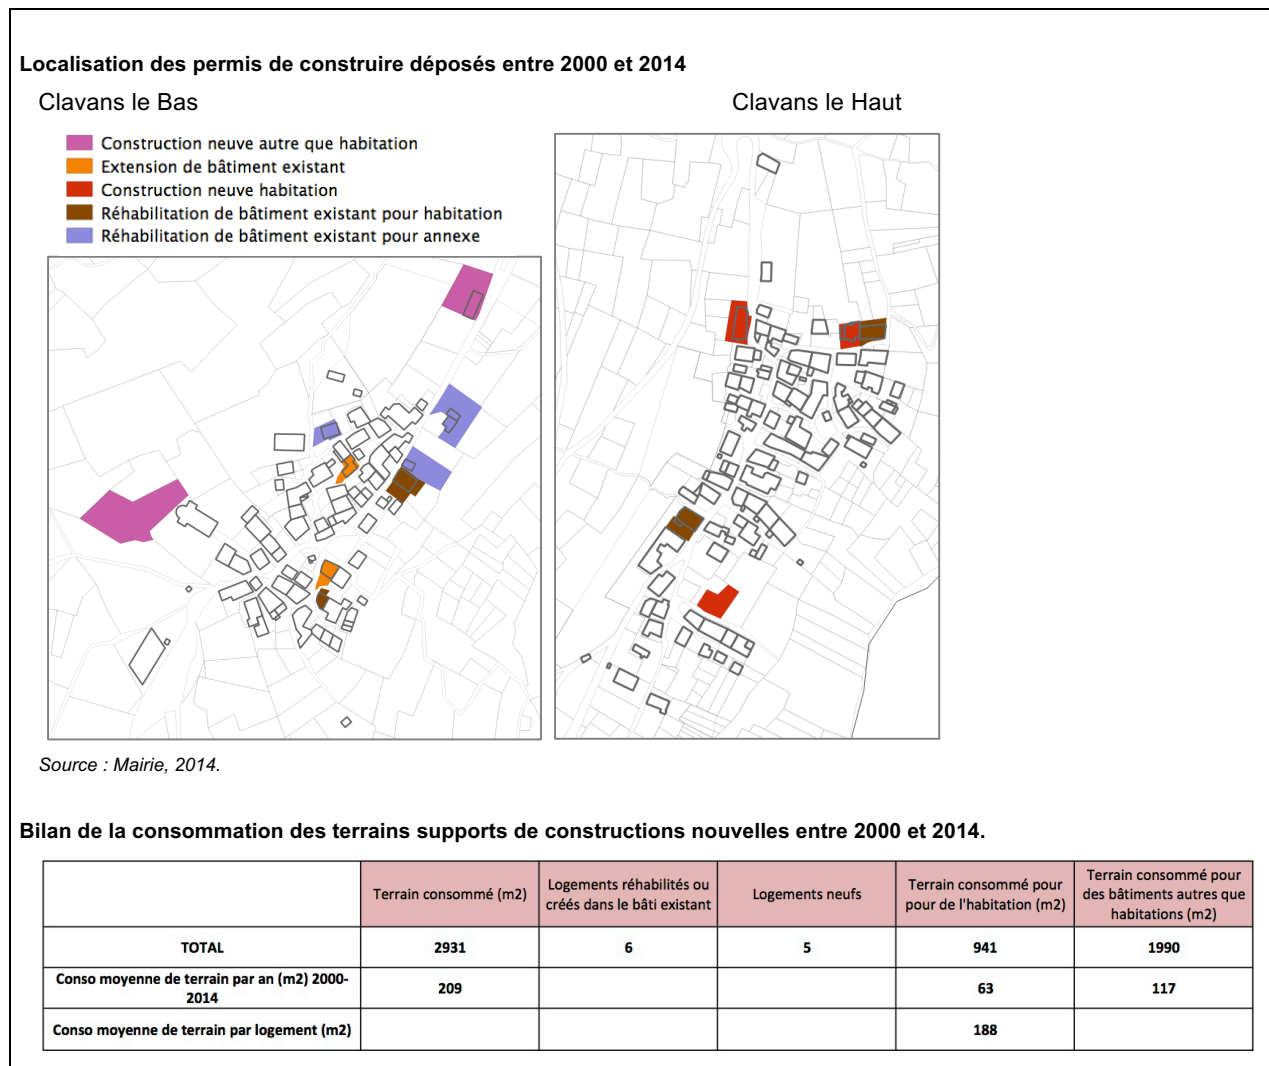 Localisation des permis de construire déposés entre 2000 et 2014
Clavans le Bas
Clavans le Haut
Construction neuve autre que habitation
Extension de bâtiment existant
Construction neuve habitation
Réhabilitation de bâtiment existant pour habitation
Réhabilitation de bâtiment existant pour annexe
Source : Mairie, 2014.
Bilan de la consommation des terrains supports de constructions nouvelles entre 2000 et 2014.
Terrain consommé (m2)
Logements réhabilités ou
créés dans le bâti existant
Logements neufs
Terrain consommé pour
pour de l'habitation (m2)
Terrain consommé pour
des bâtiments autres que
habitations (m2)
TOTAL 2931 6 5 941 1990
Conso moyenne de terrain par an (m2) 2000-
2014
209 63 117
Conso moyenne de terrain par logement (m2) 188